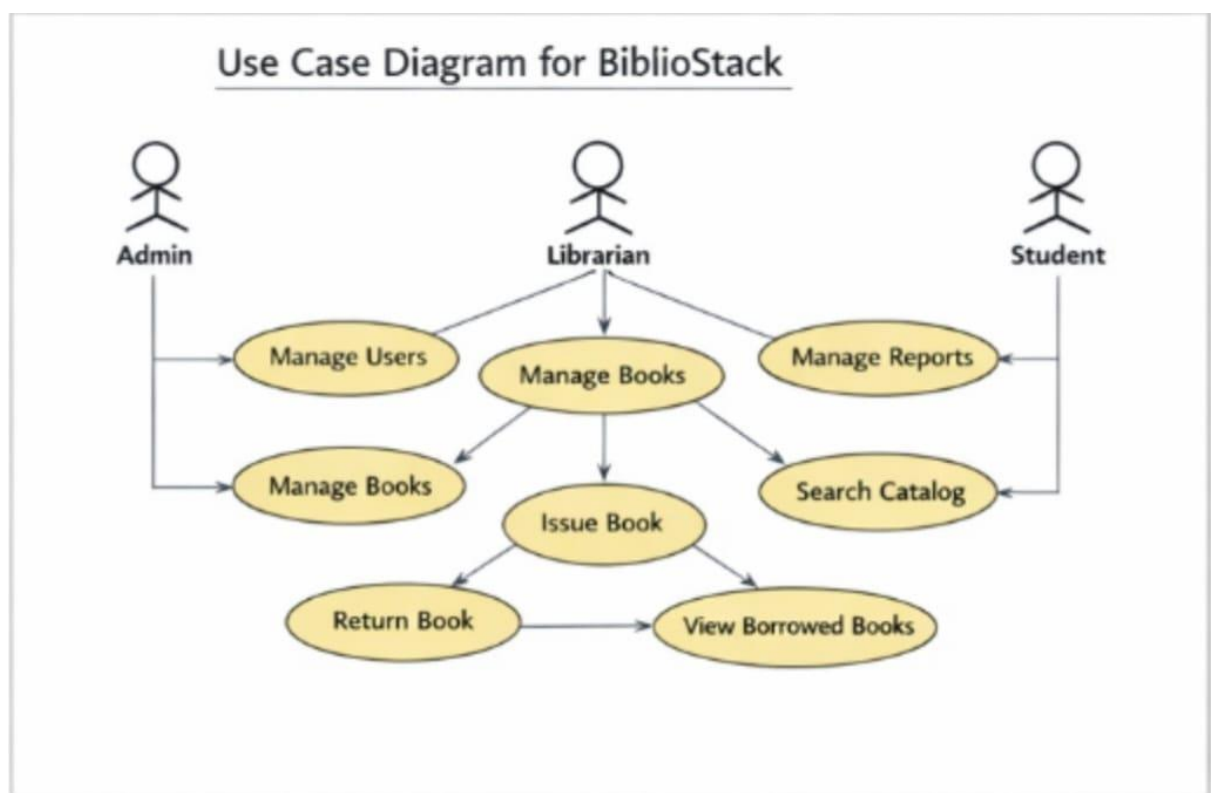 Use Case Diagram for BiblioStack
Admin
Librarian
Student
Manage Users
Manage Books
Manage Reports
Manage Books
Issue Book
Search Catalog
Return Book
View Borrowed Books